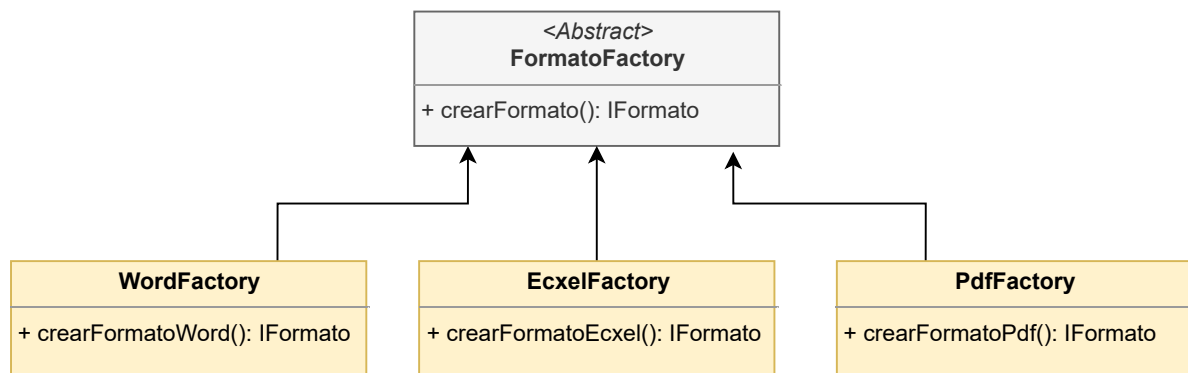 <Abstract>
FormatoFactory
+ crearFormato(): IFormato
WordFactory
+ crearFormatoWord(): IFormato
EcxelFactory
+ crearFormatoEcxel(): IFormato
PdfFactory
+ crearFormatoPdf(): IFormato